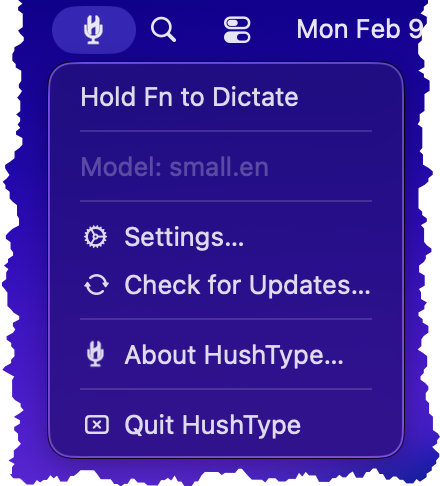 Mon Feb 9
Hold Fn to Dictate
Model: small.en
Settings...
Check for Updates...
About HushType...
Quit HushType